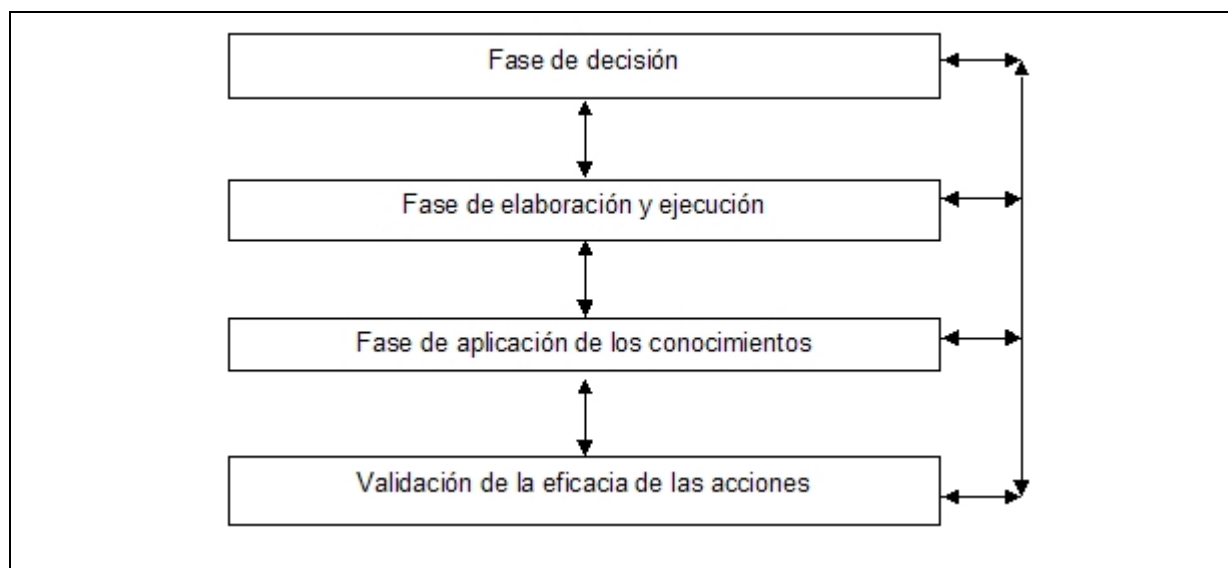 Fase de decisión
Fase de elaboración y ejecución
Fase de aplicación de los conocimientos
Validación de la eficacia de las acciones